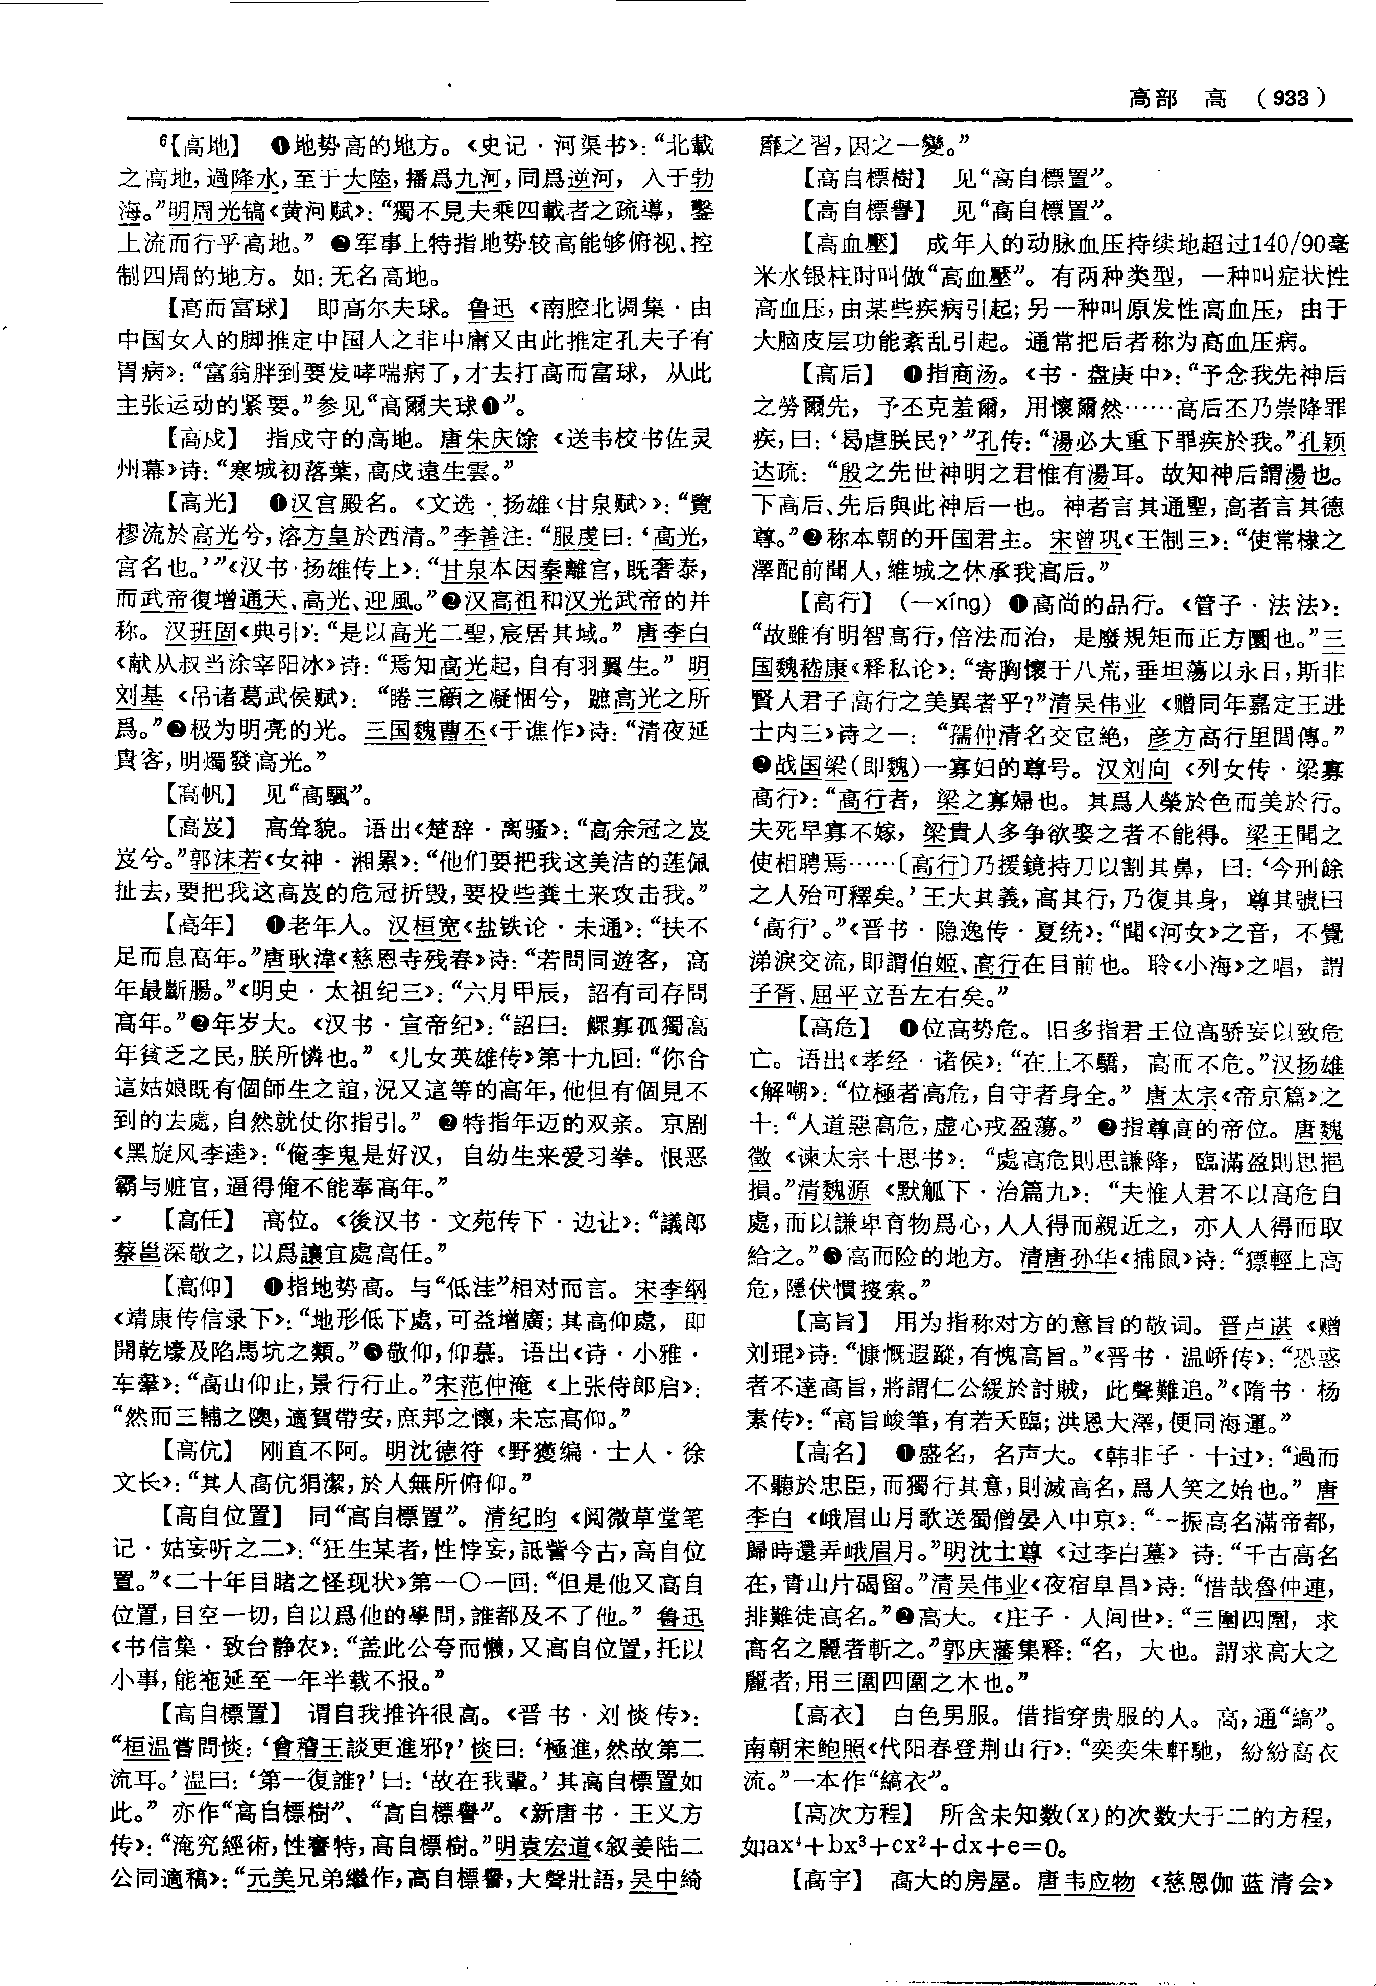 高部　高　（933）
⁶【高地】　❶地势高的地方。《史记·河渠书》：“北載
之高地，過降水，至于大陸，播爲九河，同爲逆河，入于勃
海。”明周光镐《黄河赋》：“獨不見夫乘四載者之疏導，鑿
上流而行乎高地。”❷军事上特指地势较高能够俯视、控
制四周的地方。如：无名高地。
【高而富球】　即高尔夫球。鲁迅《南腔北调集·由
中国女人的脚推定中国人之非中庸又由此推定孔夫子有
胃病》：“富翁胖到要发哮喘病了，才去打高而富球，从此
主张运动的紧要。”参见“高爾夫球❶”。
【高戍】　指戍守的高地。唐朱庆馀《送韦校书佐灵
州幕》诗：“寒城初落葉，高戍遠生雲。”
【高光】　❶汉宫殿名。《文选·扬雄〈甘泉赋〉》：“覽
樛流於高光兮，溶方皇於西清。”李善注：“服虔曰：‘高光，
宫名也。’”《汉书·扬雄传上》：“甘泉本因秦離宫，既奢泰，
而武帝復增通天、高光、迎風。”❷汉高祖和汉光武帝的并
称。汉班固《典引》：“是以高光二聖，宸居其域。”唐李白
《献从叔当涂宰阳冰》诗：“焉知高光起，自有羽翼生。”明
刘基《吊诸葛武侯赋》：“睠三顧之凝悃兮，蹠高光之所
爲。”❸极为明亮的光。三国魏曹丕《于谯作》诗：“清夜延
貴客，明燭發高光。”
【高帆】　见“高颿”。
【高岌】　高耸貌。语出《楚辞·离骚》：“高余冠之岌
岌兮。”郭沫若《女神·湘累》：“他们要把我这美洁的莲佩
扯去，要把我这高岌的危冠折毁，要投些粪土来攻击我。”
【高年】　❶老年人。汉桓宽《盐铁论·未通》：“扶不
足而息高年。”唐耿湋《慈恩寺残春》诗：“若問同遊客，高
年最斷腸。”《明史·太祖纪三》：“六月甲辰，詔有司存問
高年。”❷年岁大。《汉书·宣帝纪》：“詔曰：鰥寡孤獨高
年貧乏之民，朕所憐也。”《儿女英雄传》第十九回：“你合
這姑娘既有個師生之誼，况又這等的高年，他但有個見不
到的去處，自然就仗你指引。”❷特指年迈的双亲。京剧
《黑旋风李逵》：“俺李鬼是好汉，自幼生来爱习拳。恨恶
霸与赃官，逼得俺不能奉高年。”
【高任】　高位。《後汉书·文苑传下·边让》：“議郎
蔡邕深敬之，以爲讓宜處高任。”
【高仰】　❶指地势高。与“低洼”相对而言。宋李纲
《靖康传信录下》：“地形低下處，可益增廣；其高仰處，即
開乾壕及陷馬坑之類。”❷敬仰，仰慕。语出《诗·小雅·
车舝》：“高山仰止，景行行止。”宋范仲淹《上张侍郎启》：
“然而三輔之隩，適賀帶安，庶邦之懷，未忘高仰。”
【高伉】　刚直不阿。明沈德符《野獲编·士人·徐
文长》：“其人高伉狷潔，於人無所俯仰。”
【高自位置】　同“高自標置”。清纪昀《阅微草堂笔
记·姑妄听之二》：“狂生某者，性悖妄，詆訾今古，高自位
置。”《二十年目睹之怪现状》第一〇一回：“但是他又高自
位置，目空一切，自以爲他的學問，誰都及不了他。”鲁迅
《书信集·致台静农》：“盖此公夸而懒，又高自位置，托以
小事，能拖延至一年半载不报。”
【高自標置】　谓自我推许很高。《晋书·刘惔传》：
“桓温嘗問惔：‘會稽王談更進邪？’惔曰：‘極進，然故第二
流耳。’温曰：‘第一復誰？’曰：‘故在我輩。’其高自標置如
此。”亦作“高自標樹”、“高自標譽”。《新唐书·王义方
传》：“淹究經術，性謇特，高自標樹。”明袁宏道《叙姜陆二
公同適稿》：“元美兄弟繼作，高自標譽，大聲壯語，吴中綺
靡之習，因之一變。”
【高自標樹】　见“高自標置”。
【高自標譽】　见“高自標置”。
【高血壓】　成年人的动脉血压持续地超过140/90毫
米水银柱时叫做“高血壓”。有两种类型，一种叫症状性
高血压，由某些疾病引起；另一种叫原发性高血压，由于
大脑皮层功能紊乱引起。通常把后者称为高血压病。
【高后】　❶指商汤。《书·盘庚中》：“予念我先神后
之勞爾先，予丕克羞爾，用懷爾然……高后丕乃崇降罪
疾，曰：‘曷虐朕民？’”孔传：“湯必大重下罪疾於我。”孔颖
达疏：“殷之先世神明之君惟有湯耳。故知神后謂湯也。
下高后、先后與此神后一也。神者言其通聖，高者言其德
尊。”❷称本朝的开国君主。宋曾巩《王制三》：“使常棣之
澤配前聞人，維城之休承我高后。”
【高行】　（—xíng）❶高尚的品行。《管子·法法》：
“故雖有明智高行，倍法而治，是廢規矩而正方圜也。”三
国魏嵇康《释私论》：“寄胸懷于八荒，垂坦蕩以永日，斯非
賢人君子高行之美異者乎？”清吴伟业《赠同年嘉定王进
士内三》诗之一：“孺仲清名交宦絶，彦方高行里閭傳。”
❷战国梁（即魏）一寡妇的尊号。汉刘向《列女传·梁寡
高行》：“高行者，梁之寡婦也。其爲人榮於色而美於行。
夫死早寡不嫁，梁貴人多争欲娶之者不能得。梁王聞之
使相聘焉……〔高行〕乃援鏡持刀以割其鼻，曰：‘今刑餘
之人殆可釋矣。’王大其義，高其行，乃復其身，尊其號曰
‘高行’。”《晋书·隐逸传·夏统》：“聞《河女》之音，不覺
涕淚交流，即謂伯姬、高行在目前也。聆《小海》之唱，謂
子胥、屈平立吾左右矣。”
【高危】　❶位高势危。旧多指君王位高骄妄以致危
亡。语出《孝经·诸侯》：“在上不驕，高而不危。”汉扬雄
《解嘲》：“位極者高危，自守者身全。”唐太宗《帝京篇》之
十：“人道惡高危，虚心戒盈蕩。”❷指尊高的帝位。唐魏
徵《谏太宗十思书》：“處高危則思謙降，臨滿盈則思挹
損。”清魏源《默觚下·治篇九》：“夫惟人君不以高危自
處，而以謙卑育物爲心，人人得而親近之，亦人人得而取
給之。”❸高而险的地方。清唐孙华《捕鼠》诗：“獧輕上高
危，隱伏慣搜索。”
【高旨】　用为指称对方的意旨的敬词。晋卢谌《赠
刘琨》诗：“慷慨遐蹤，有愧高旨。”《晋书·温峤传》：“恐惑
者不達高旨，將謂仁公緩於討賊，此聲難追。”《隋书·杨
素传》：“高旨峻筆，有若天臨；洪恩大澤，便同海運。”
【高名】　❶盛名，名声大。《韩非子·十过》：“過而
不聽於忠臣，而獨行其意，則滅高名，爲人笑之始也。”唐
李白《峨眉山月歌送蜀僧晏入中京》：“一振高名滿帝都，
歸時還弄峨眉月。”明沈士尊《过李白墓》诗：“千古高名
在，青山片碣留。”清吴伟业《夜宿阜昌》诗：“惜哉魯仲連，
排難徒高名。”❷高大。《庄子·人间世》：“三圍四圍，求
高名之麗者斬之。”郭庆藩集释：“名，大也。謂求高大之
麗者，用三圍四圍之木也。”
【高衣】　白色男服。借指穿贵服的人。高，通“縞”。
南朝宋鲍照《代阳春登荆山行》：“奕奕朱軒馳，紛紛高衣
流。”一本作“縞衣”。
【高次方程】　所含未知数（x）的次数大于二的方程，
如ax⁴＋bx³＋cx²＋dx＋e＝0。
【高宇】　高大的房屋。唐韦应物《慈恩伽蓝清会》